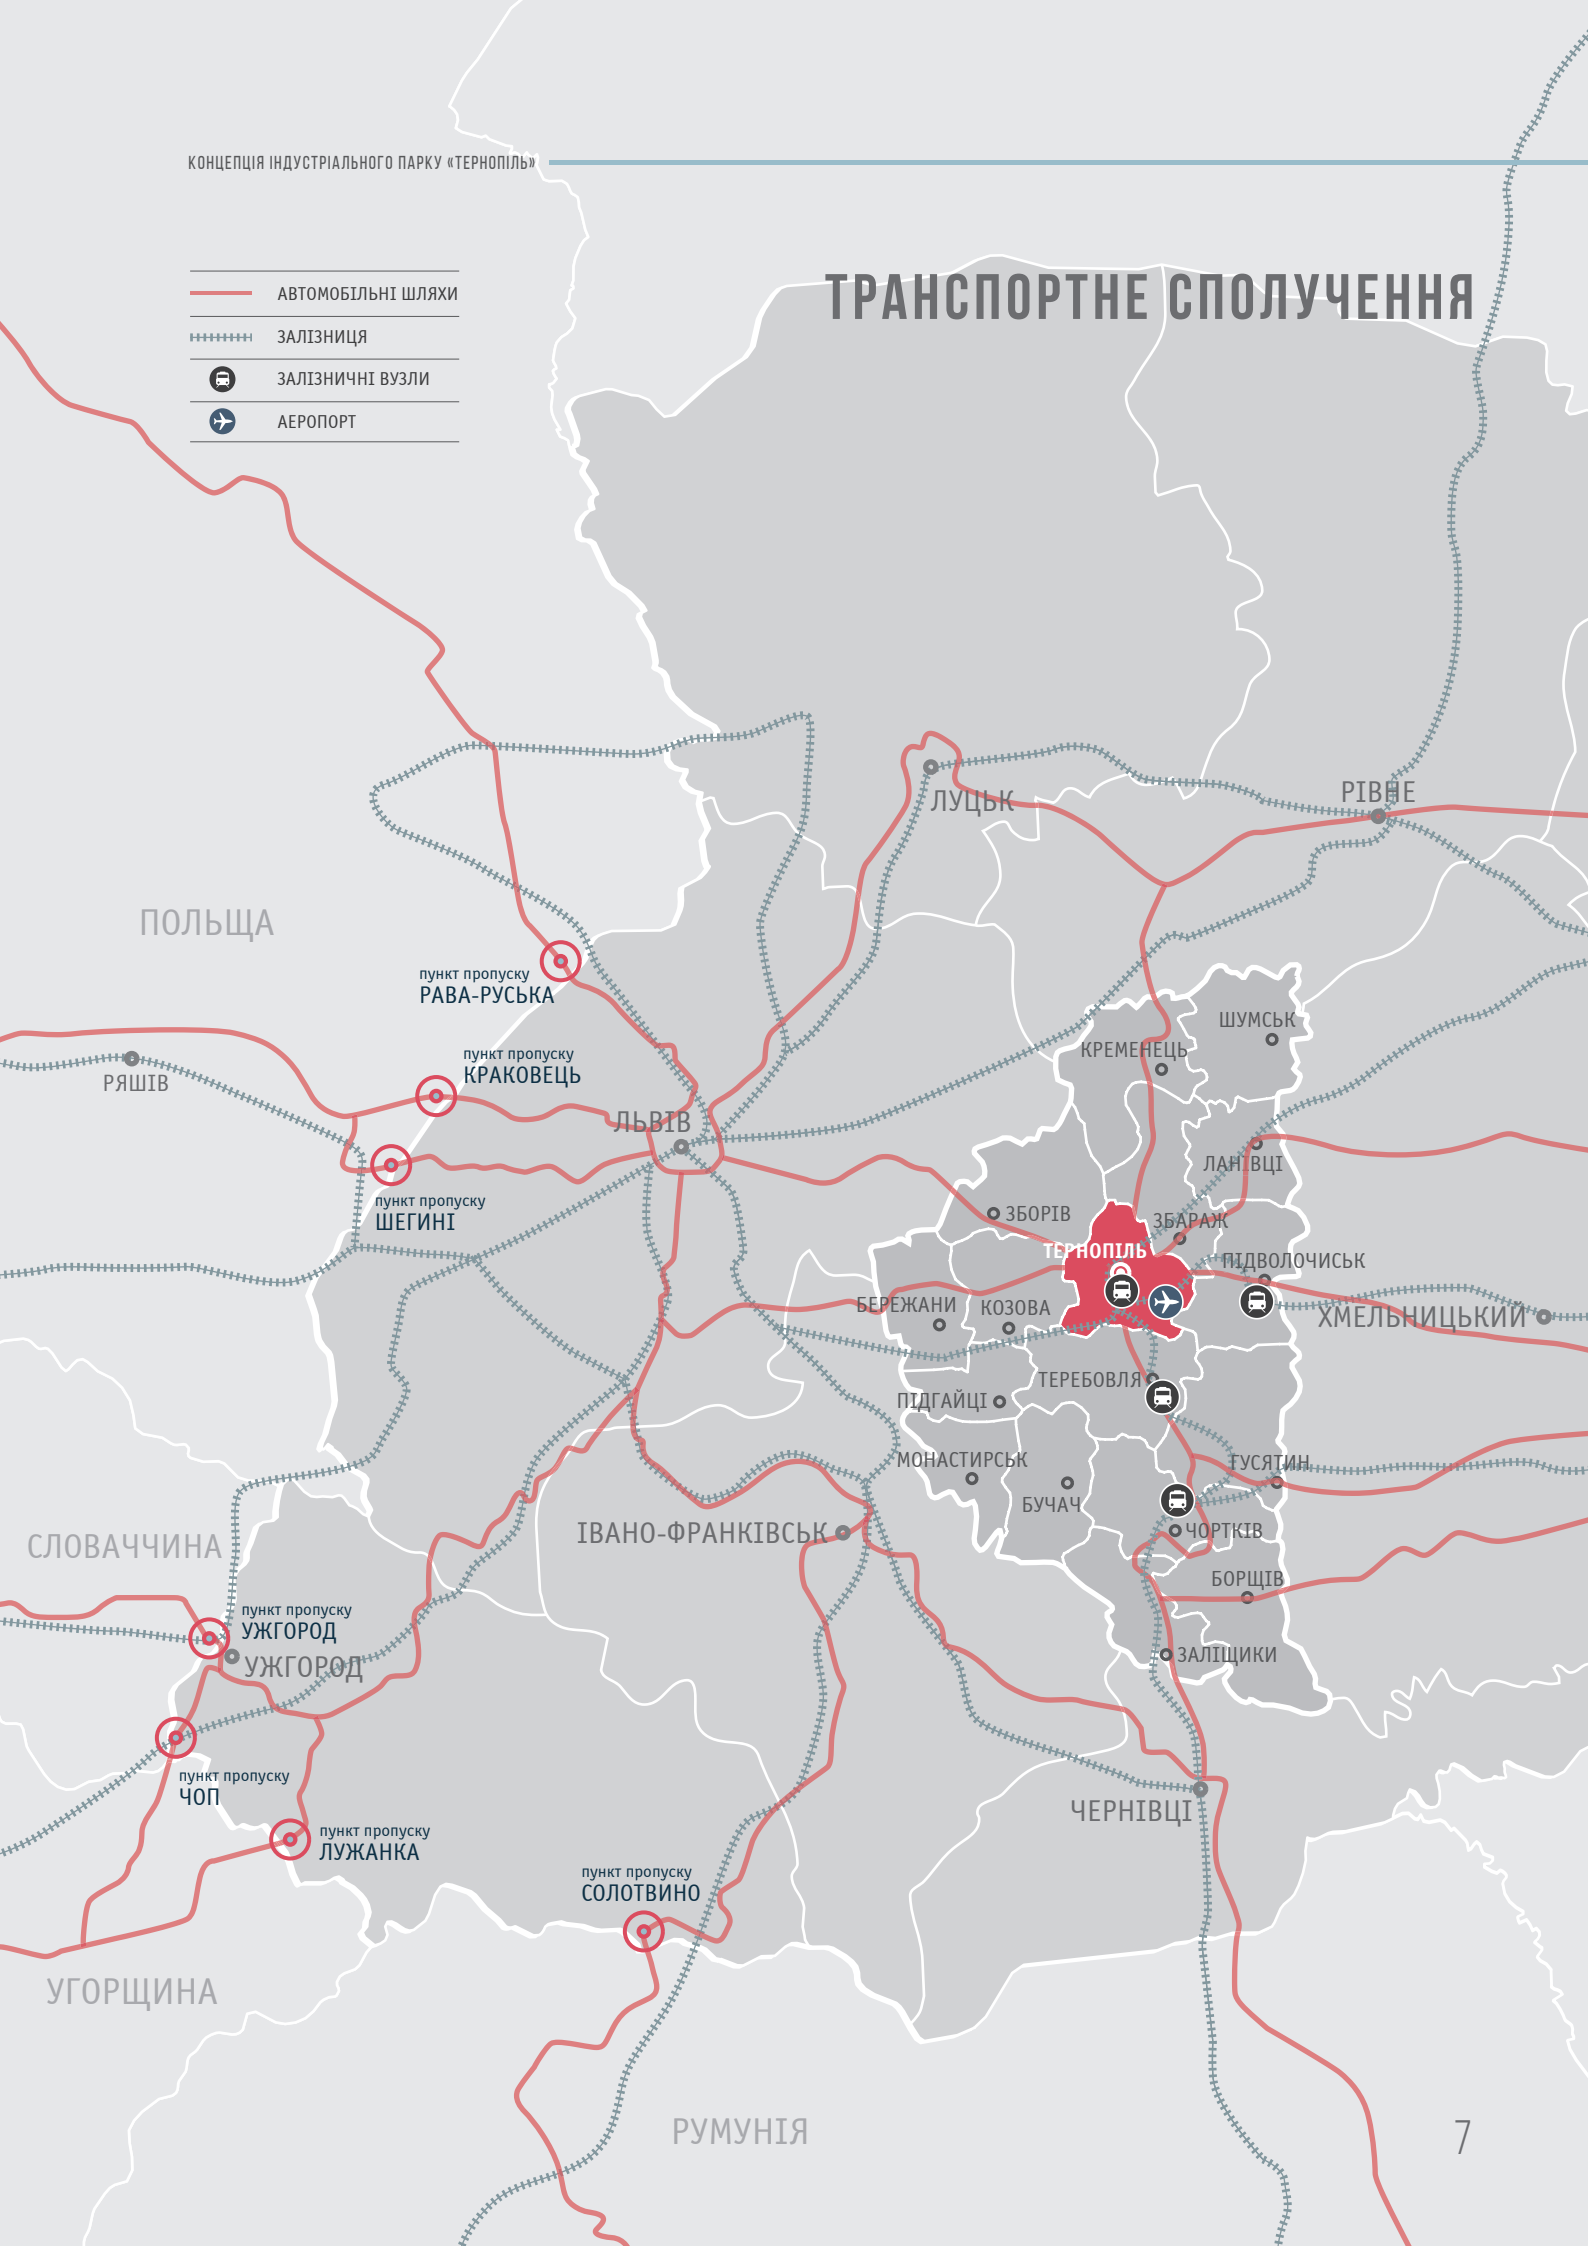 КОНЦЕПЦІЯ ІНДУСТРІАЛЬНОГО ПАРКУ «ТЕРНОПІЛЬ»
ТРАНСПОРТНЕ СПОЛУЧЕННЯ
АВТОМОБІЛЬНІ ШЛЯХИ
ЗАЛІЗНИЦЯ
ЗАЛІЗНИЧНІ ВУЗЛИ
АЕРОПОРТ
ЛУЦЬК
РІВНЕ
ПОЛЬЩА
пункт пропуску
РАВА-РУСЬКА
ШУМСЬК
КРЕМЕНЕЦЬ
пункт пропуску
КРАКОВЕЦЬ
РЯШІВ
ЛЬВІВ
ЛАНІВЦІ
пункт пропуску
ШЕГИНІ
ЗБОРІВ
ЗБАРАЖ
ТЕРНОПІЛЬ
ПІДВОЛОЧИСЬК
БЕРЕЖАНИ
КОЗОВА
ХМЕЛЬНИЦЬКИЙ
ТЕРЕБОВЛЯ
ПІДГАЙЦІ
МОНАСТИРСЬК
ГУСЯТИН
БУЧАЧ
ІВАНО-ФРАНКІВСЬК
ЧОРТКІВ
СЛОВАЧЧИНА
БОРЩІВ
пункт пропуску
УЖГОРОД
УЖГОРОД
ЗАЛІЩИКИ
пункт пропуску
ЧОП
ЧЕРНІВЦІ
пункт пропуску
ЛУЖАНКА
пункт пропуску
СОЛОТВИНО
УГОРЩИНА
РУМУНІЯ
7